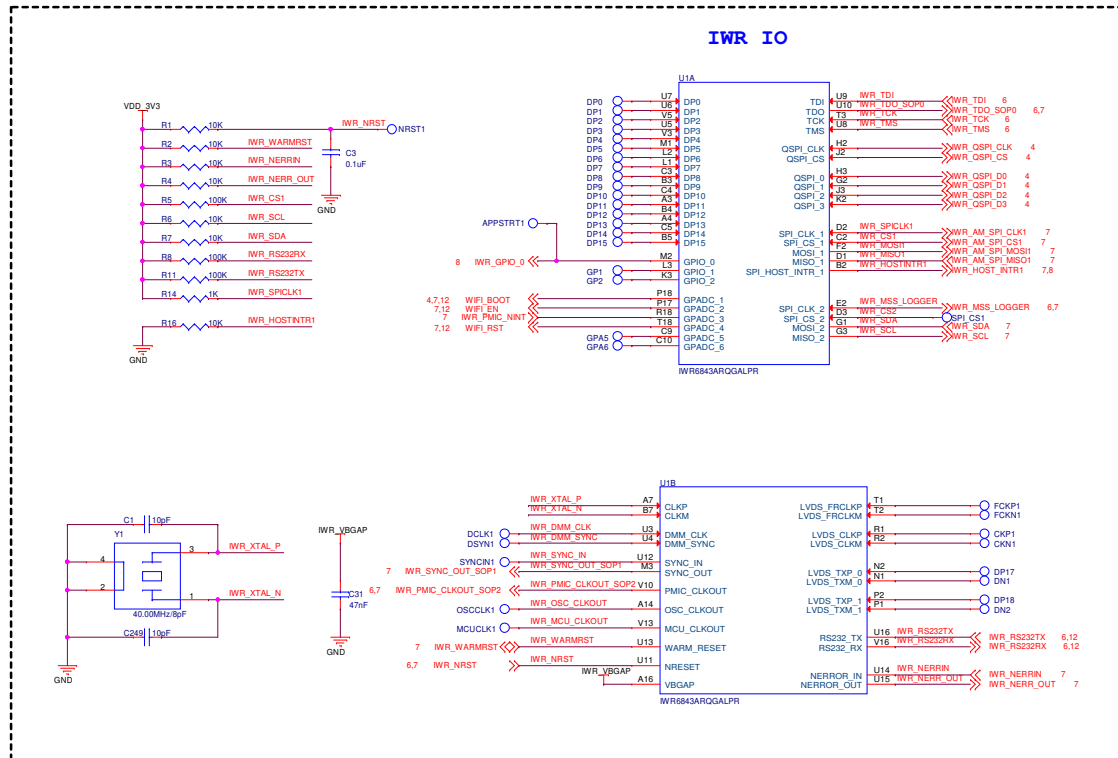 IWR IO
VDD_3V3
R1 10K IWR_NRST NRST1
R2 10K IWR_WARMRST
R3 10K IWR_NERRIN
R4 10K IWR_NERR_OUT
R5 100K IWR_CS1
R6 10K IWR_SCL
R7 10K IWR_SDA
R8 100K IWR_RS232RX
R11 100K IWR_RS232TX
R14 1K IWR_SPICLK1
R16 10K IWR_HOSTINTR1
GND
C3
0.1uF
GND
U1A
DP0 U7 DP0
DP1 U6 DP1
DP2 V5 DP2
DP3 U5 DP3
DP4 V3 DP4
DP5 M1 DP5
DP6 L2 DP6
DP7 L1 DP7
DP8 C3 DP8
DP9 B3 DP9
DP10 C4 DP10
DP11 A3 DP11
DP12 B4 DP12
DP13 A4 DP13
DP14 C5 DP14
DP15 B5 DP15
APPSTRT1
8 IWR_GPIO_0 M2 GPIO_0
GP1 L3 GPIO_1
GP2 K3 GPIO_2
4,7,12 WIFI_BOOT P18 GPADC_1
7,12 WIFI_EN P17 GPADC_2
7 IWR_PMIC_NINT R18 GPADC_3
7,12 WIFI_RST T18 GPADC_4
GPA5 C9 GPADC_5
GPA6 C10 GPADC_6
TDI U9 IWR_TDI IWR_TDI 6
TDO U10 IWR_TDO_SOP0 IWR_TDO_SOP0 6,7
TCK T3 IWR_TCK IWR_TCK 6
TMS U8 IWR_TMS IWR_TMS 6
QSPI_CLK H2 IWR_QSPI_CLK IWR_QSPI_CLK 4
QSPI_CS J2 IWR_QSPI_CS IWR_QSPI_CS 4
QSPI_0 H3 IWR_QSPI_D0 IWR_QSPI_D0 4
QSPI_1 G2 IWR_QSPI_D1 IWR_QSPI_D1 4
QSPI_2 J3 IWR_QSPI_D2 IWR_QSPI_D2 4
QSPI_3 K2 IWR_QSPI_D3 IWR_QSPI_D3 4
SPI_CLK_1 D2 IWR_SPICLK1 IWR_AM_SPI_CLK1 7
SPI_CS_1 C2 IWR_CS1 IWR_AM_SPI_CS1 7
MOSI_1 F2 IWR_MOSI1 IWR_AM_SPI_MOSI1 7
MISO_1 D1 IWR_MISO1 IWR_AM_SPI_MISO1 7
SPI_HOST_INTR_1 B2 IWR_HOSTINTR1 IWR_HOST_INTR1 7,8
SPI_CLK_2 E2 IWR_MSS_LOGGER IWR_MSS_LOGGER 6,7
SPI_CS_2 D3 IWR_CS2 SPI_CS1
MOSI_2 G1 IWR_SDA IWR_SDA 7
MISO_2 G3 IWR_SCL IWR_SCL 7
IWR6843ARQGALPR
C1 10pF
Y1
4 3 IWR_XTAL_P
2 1 IWR_XTAL_N
40.00MHz/8pF
C249 10pF
GND
IWR_VBGAP
C31
47nF
GND
U1B
IWR_XTAL_P A7 CLKP
IWR_XTAL_N B7 CLKM
DCLK1 IWR_DMM_CLK U3 DMM_CLK
DSYN1 IWR_DMM_SYNC U4 DMM_SYNC
SYNCIN1 IWR_SYNC_IN U12 SYNC_IN
7 IWR_SYNC_OUT_SOP1 IWR_SYNC_OUT_SOP1 M3 SYNC_OUT
6,7 IWR_PMIC_CLKOUT_SOP2 IWR_PMIC_CLKOUT_SOP2 V10 PMIC_CLKOUT
OSCCLK1 IWR_OSC_CLKOUT A14 OSC_CLKOUT
MCUCLK1 IWR_MCU_CLKOUT V13 MCU_CLKOUT
7 IWR_WARMRST IWR_WARMRST U13 WARM_RESET
6,7 IWR_NRST IWR_NRST U11 NRESET
IWR_VBGAP A16 VBGAP
LVDS_FRCLKP T1 FCKP1
LVDS_FRCLKM T2 FCKN1
LVDS_CLKP R1 CKP1
LVDS_CLKM R2 CKN1
LVDS_TXP_0 N2 DP17
LVDS_TXM_0 N1 DN1
LVDS_TXP_1 P2 DP18
LVDS_TXM_1 P1 DN2
RS232_TX U16 IWR_RS232TX IWR_RS232TX 6,12
RS232_RX V16 IWR_RS232RX IWR_RS232RX 6,12
NERROR_IN U14 IWR_NERRIN IWR_NERRIN 7
NERROR_OUT U15 IWR_NERR_OUT IWR_NERR_OUT 7
IWR6843ARQGALPR